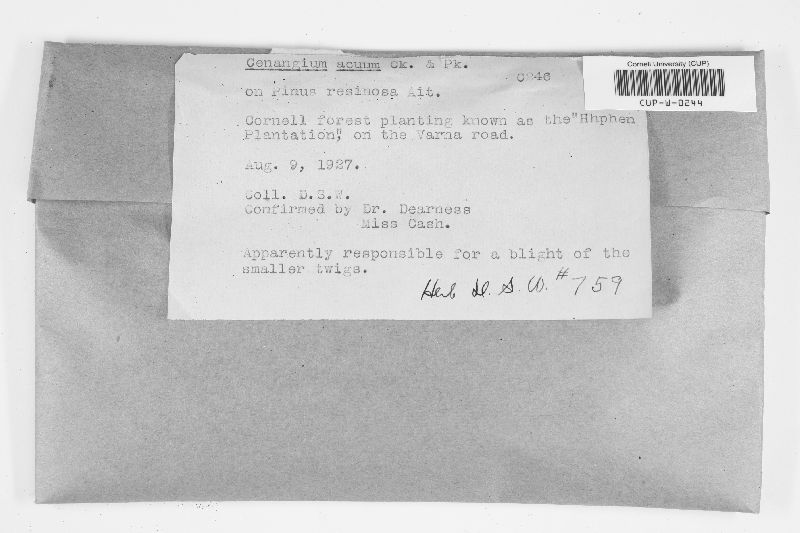 Cenangium acuum Ck. & Pk.
0246
on Pinus resinosa Ait.
Cornell forest planting known as the "Hhphen
Plantation", on the Varna road.
Aug. 9, 1927.
Coll. D.S.W.
Confirmed by Dr. Dearness
Miss Cash.
Apparently responsible for a blight of the
smaller twigs.
Herb D. S. W. #759
Cornell University (CUP)
CUP-W-0244